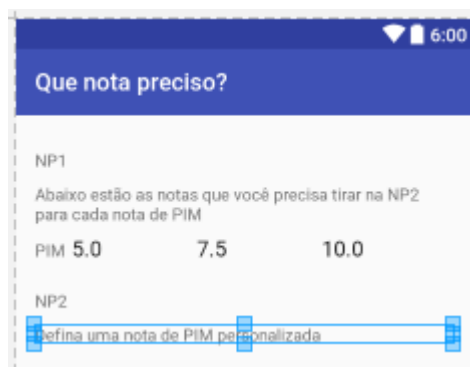 6:00
Que nota preciso?
NP1
Abaixo estão as notas que você precisa tirar na NP2
para cada nota de PIM
PIM 5.0 7.5 10.0
NP2
Defina uma nota de PIM personalizada